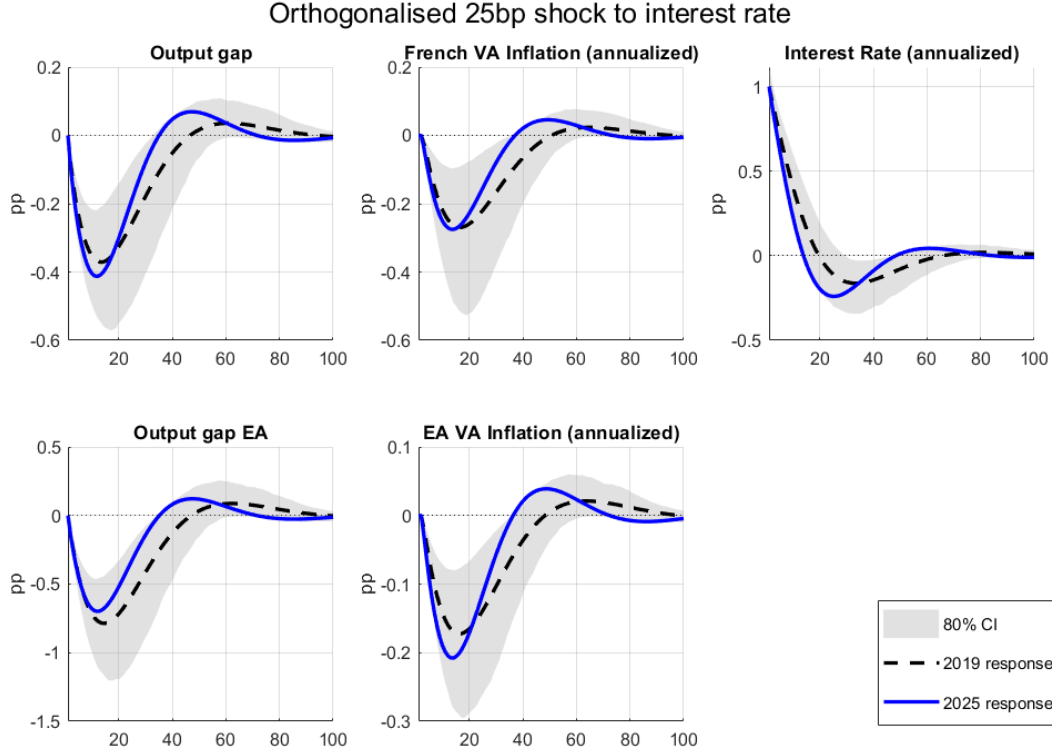 Orthogonalised 25bp shock to interest rate
Output gap
French VA Inflation (annualized)
Interest Rate (annualized)
0.2
0
-0.2
-0.4
-0.6
pp
20 40 60 80 100
0.2
0
-0.2
-0.4
-0.6
pp
20 40 60 80 100
1
0.5
0
-0.5
pp
20 40 60 80 100
Output gap EA
EA VA Inflation (annualized)
0.5
0
-0.5
-1
-1.5
pp
20 40 60 80 100
0.1
0
-0.1
-0.2
-0.3
pp
20 40 60 80 100
80% CI
2019 response
2025 response